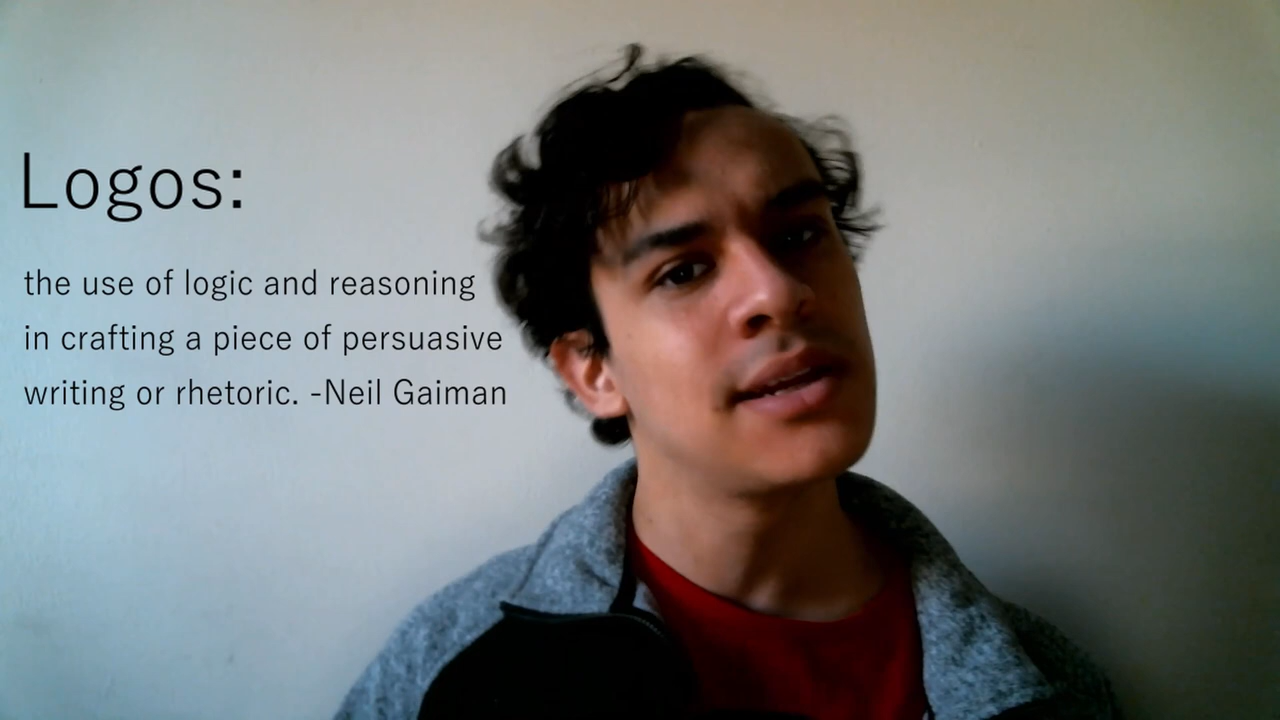 Logos:
the use of logic and reasoning
in crafting a piece of persuasive
writing or rhetoric. -Neil Gaiman